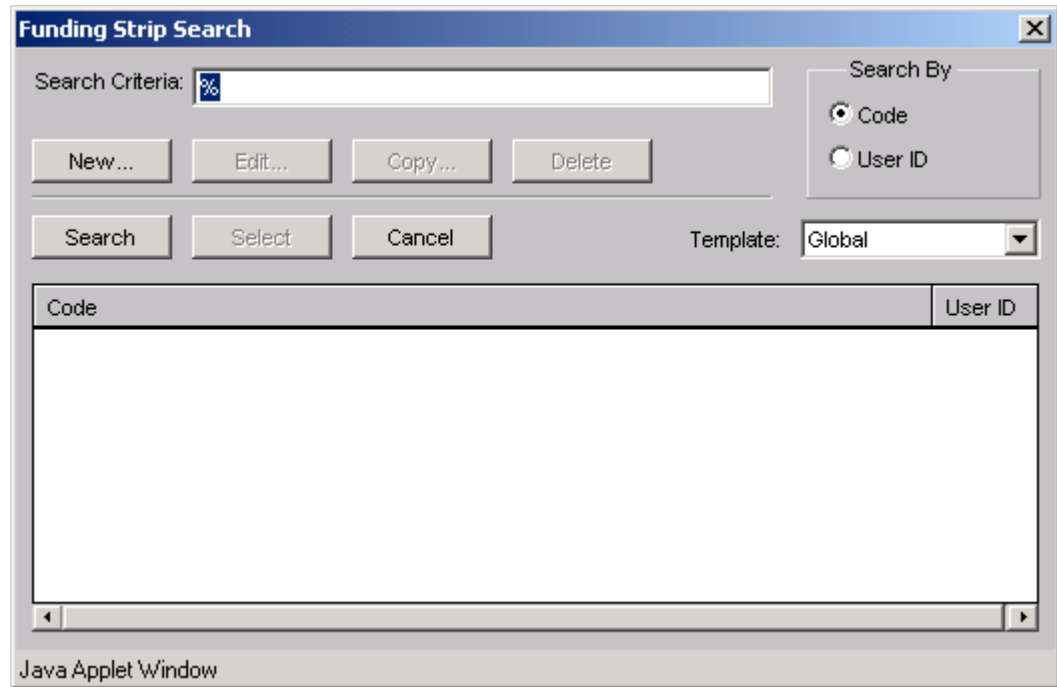 Funding Strip Search
Search Criteria: %
Search By
Code
User ID
New... Edit... Copy... Delete
Search Select Cancel
Template: Global
Code User ID
Java Applet Window